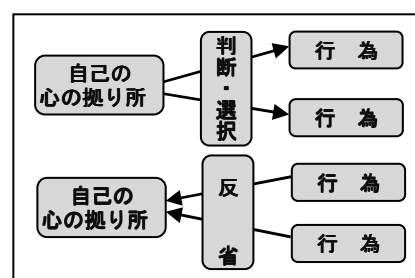 自己の
心の拠り所
判断・選択
行　為
行　為
自己の
心の拠り所
反　省
行　為
行　為